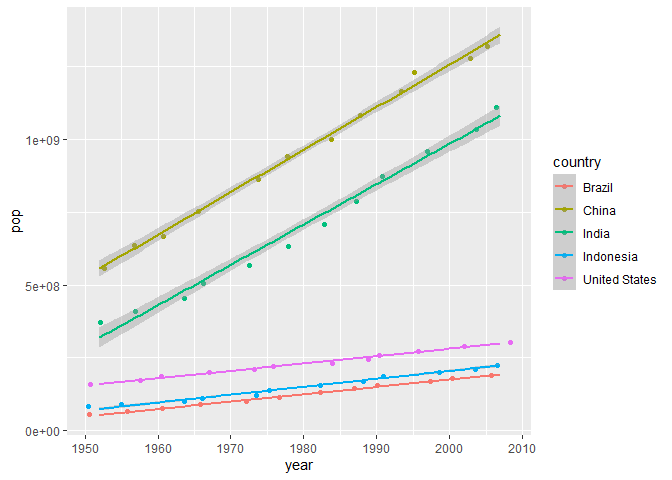 pop
1e+09
5e+08
0e+00
1950 1960 1970 1980 1990 2000 2010
year
country
Brazil
China
India
Indonesia
United States